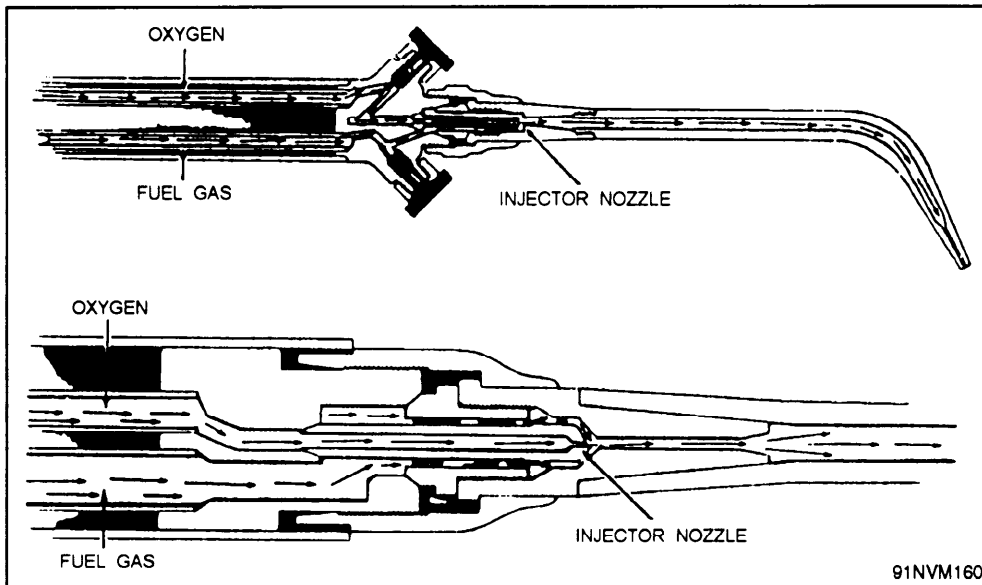 OXYGEN
FUEL GAS
INJECTOR NOZZLE
OXYGEN
INJECTOR NOZZLE
FUEL GAS
91NVM160